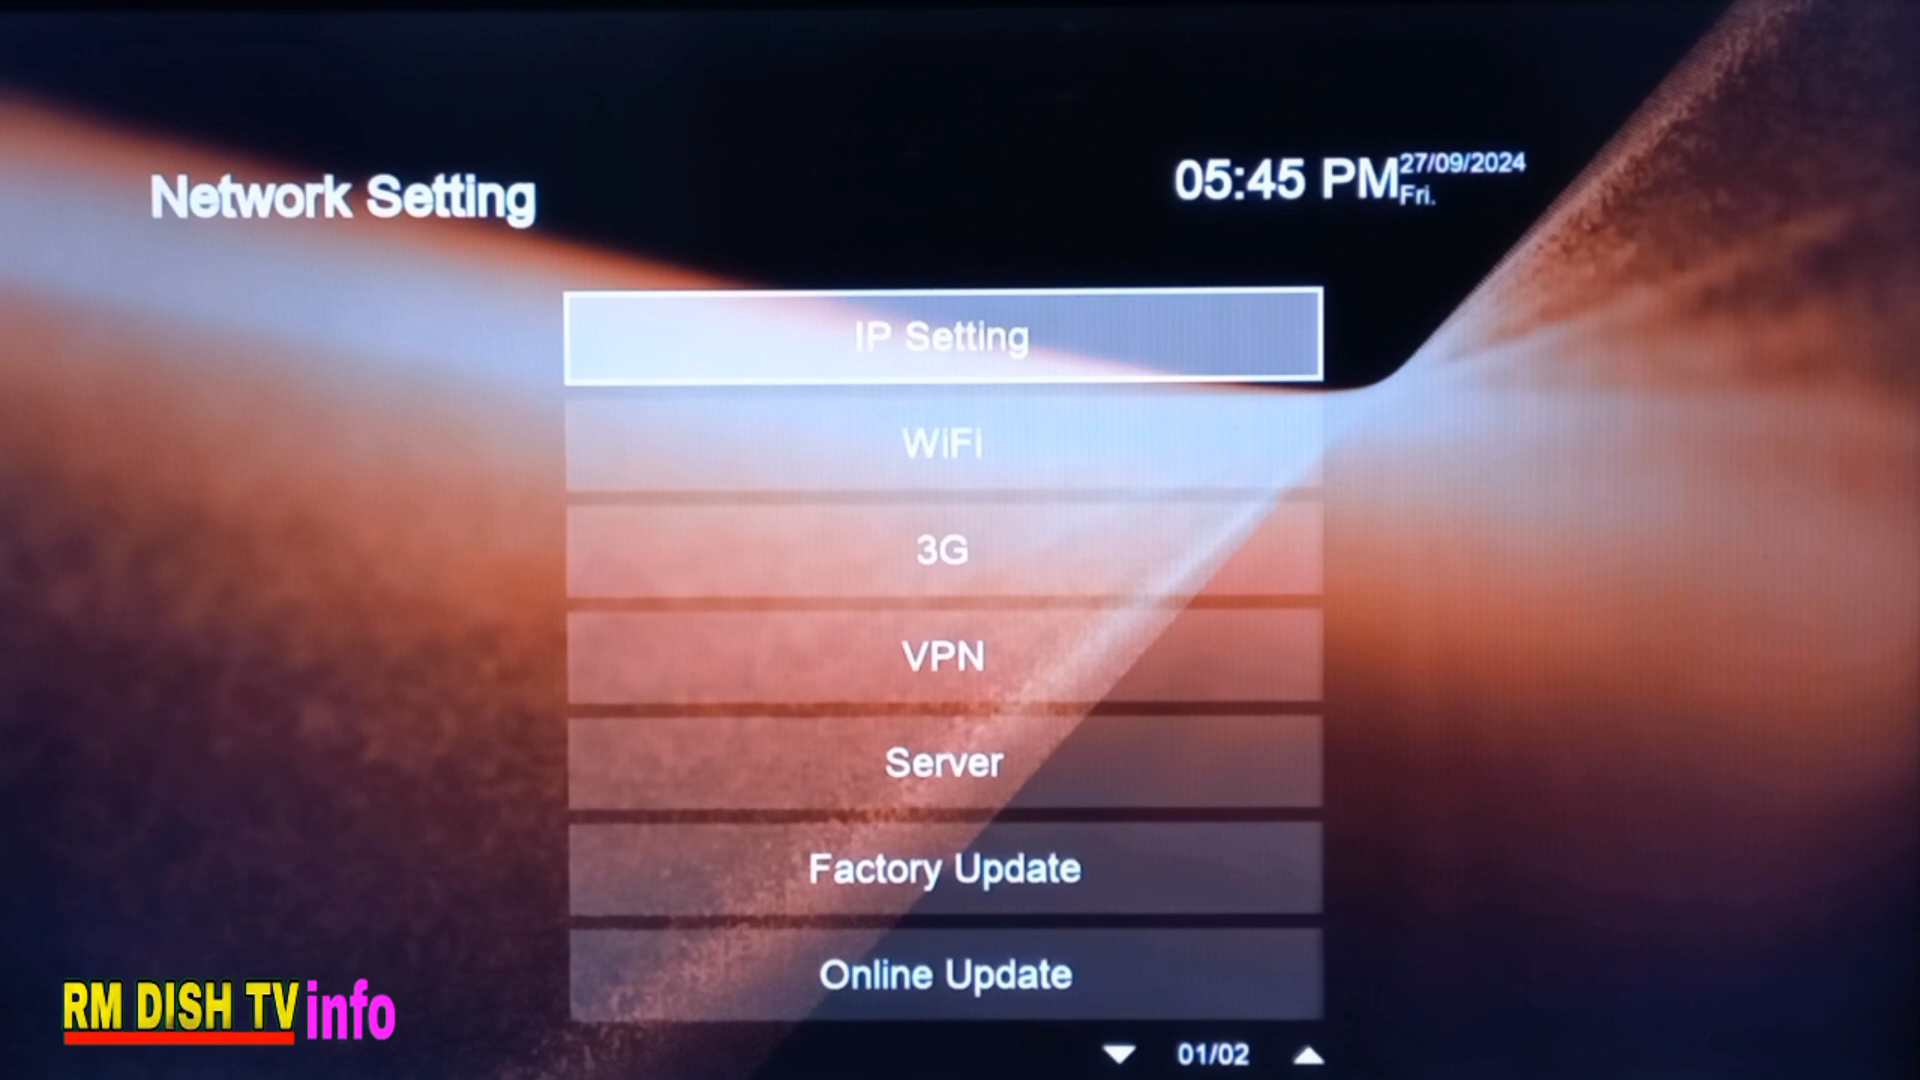 Network Setting
05:45 PM
27/09/2024
Fri.
IP Setting
WiFi
3G
VPN
Server
Factory Update
Online Update
01/02
RM DISH TV info